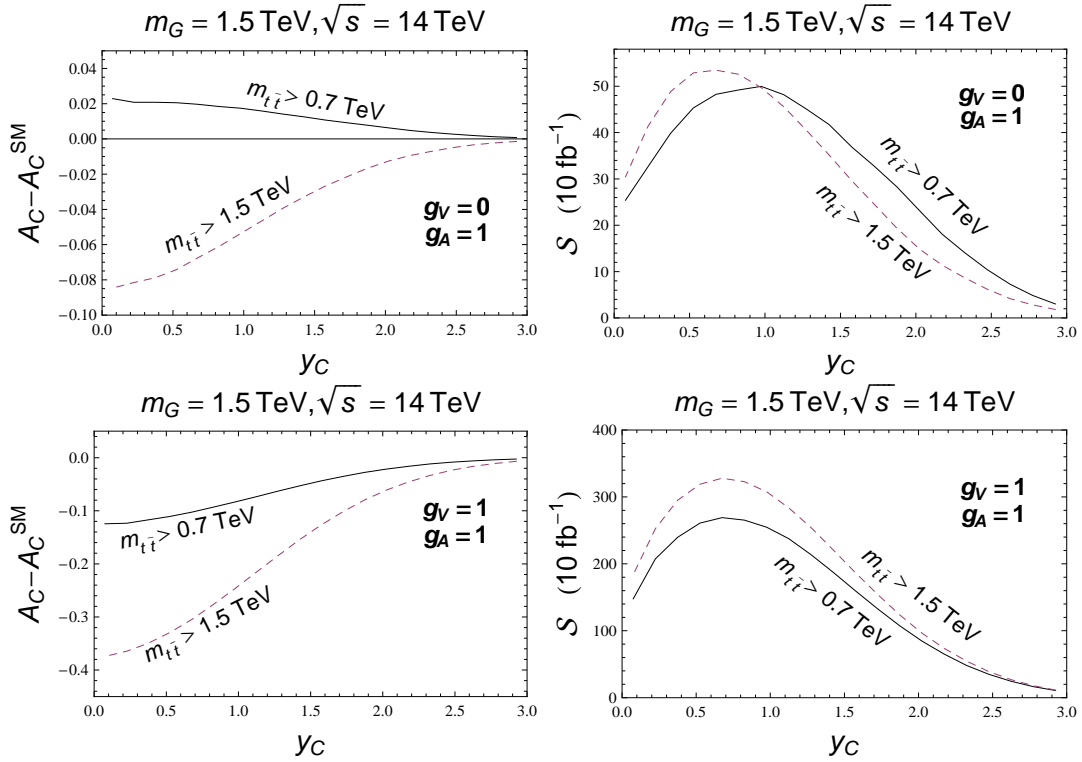 m_G = 1.5 TeV, √s = 14 TeV
A_C − A_C^SM
0.04
0.02
0.00
−0.02
−0.04
−0.06
−0.08
−0.10
m_tt̄ > 0.7 TeV
m_tt̄ > 1.5 TeV
g_V = 0
g_A = 1
0.0 0.5 1.0 1.5 2.0 2.5 3.0
y_C
m_G = 1.5 TeV, √s = 14 TeV
S (10 fb⁻¹)
50
40
30
20
10
0
g_V = 0
g_A = 1
m_tt̄ > 0.7 TeV
m_tt̄ > 1.5 TeV
0.0 0.5 1.0 1.5 2.0 2.5 3.0
y_C
m_G = 1.5 TeV, √s = 14 TeV
A_C − A_C^SM
0.0
−0.1
−0.2
−0.3
−0.4
m_tt̄ > 0.7 TeV
m_tt̄ > 1.5 TeV
g_V = 1
g_A = 1
0.0 0.5 1.0 1.5 2.0 2.5 3.0
y_C
m_G = 1.5 TeV, √s = 14 TeV
S (10 fb⁻¹)
400
300
200
100
0
g_V = 1
g_A = 1
m_tt̄ > 1.5 TeV
m_tt̄ > 0.7 TeV
0.0 0.5 1.0 1.5 2.0 2.5 3.0
y_C